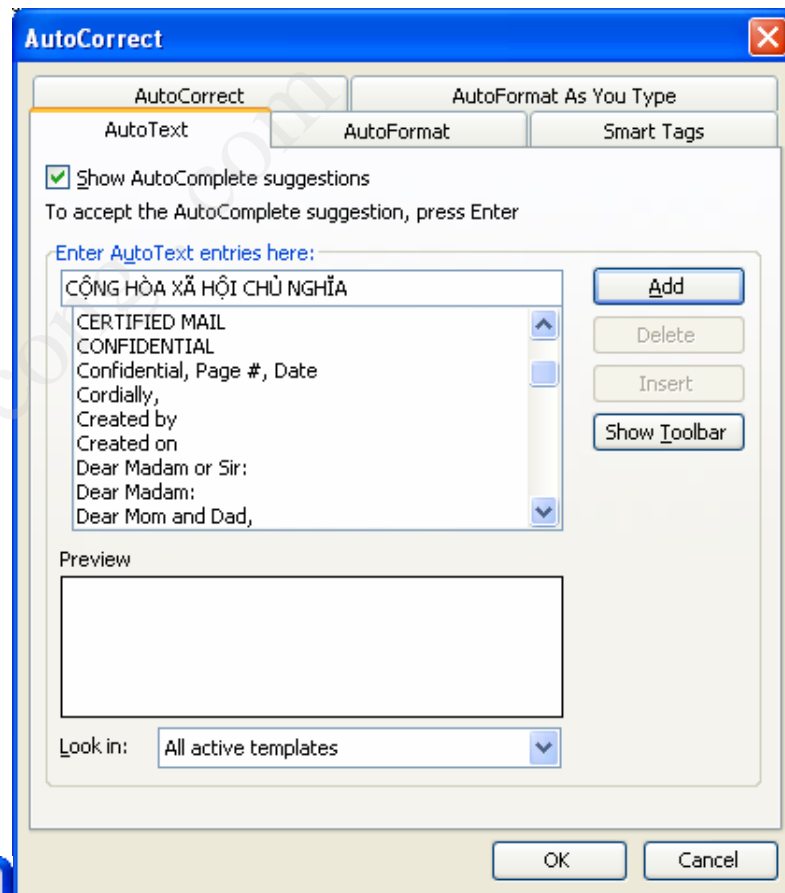 AutoCorrect
AutoCorrect AutoFormat As You Type
AutoText AutoFormat Smart Tags
Show AutoComplete suggestions
To accept the AutoComplete suggestion, press Enter
Enter AutoText entries here:
CỘNG HÒA XÃ HỘI CHỦ NGHĨA
Add
CERTIFIED MAIL
CONFIDENTIAL
Confidential, Page #, Date
Cordially,
Created by
Created on
Dear Madam or Sir:
Dear Madam:
Dear Mom and Dad,
Delete
Insert
Show Toolbar
Preview
Look in: All active templates
OK Cancel